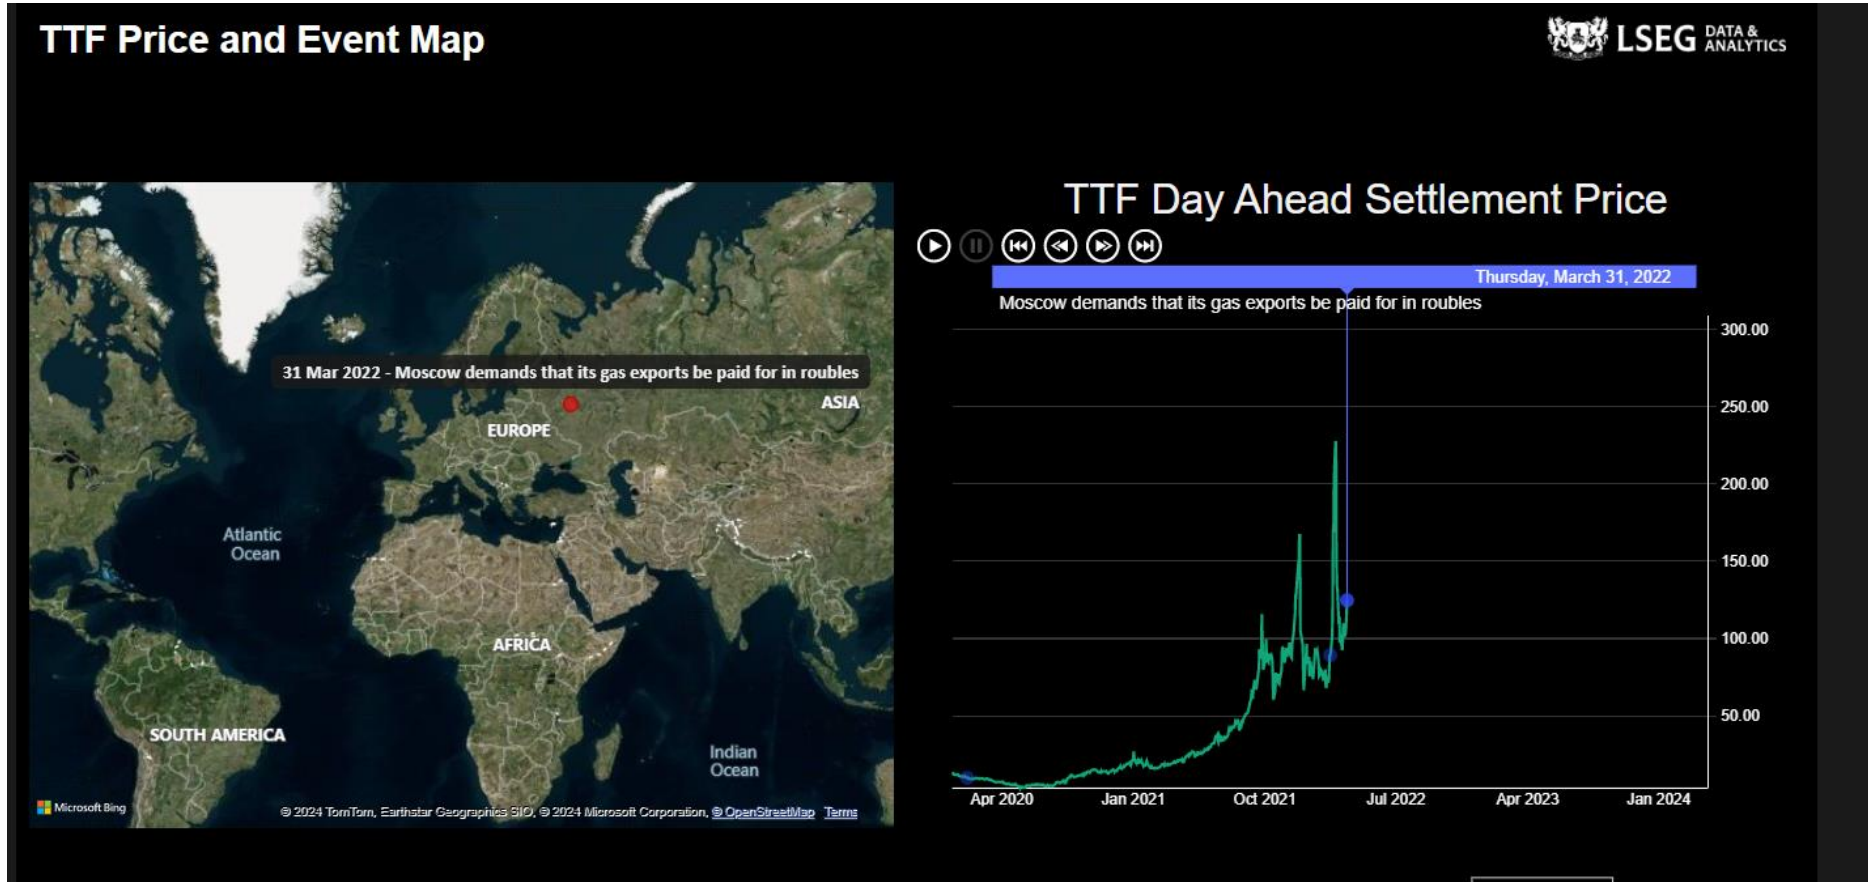 TTF Price and Event Map
LSEG DATA & ANALYTICS
31 Mar 2022 - Moscow demands that its gas exports be paid for in roubles
ASIA
EUROPE
Atlantic
Ocean
AFRICA
SOUTH AMERICA
Indian
Ocean
Microsoft Bing
© 2024 TomTom, Earthstar Geographics SIO, © 2024 Microsoft Corporation, © OpenStreetMap Terms
TTF Day Ahead Settlement Price
Thursday, March 31, 2022
Moscow demands that its gas exports be paid for in roubles
300.00
250.00
200.00
150.00
100.00
50.00
Apr 2020 Jan 2021 Oct 2021 Jul 2022 Apr 2023 Jan 2024